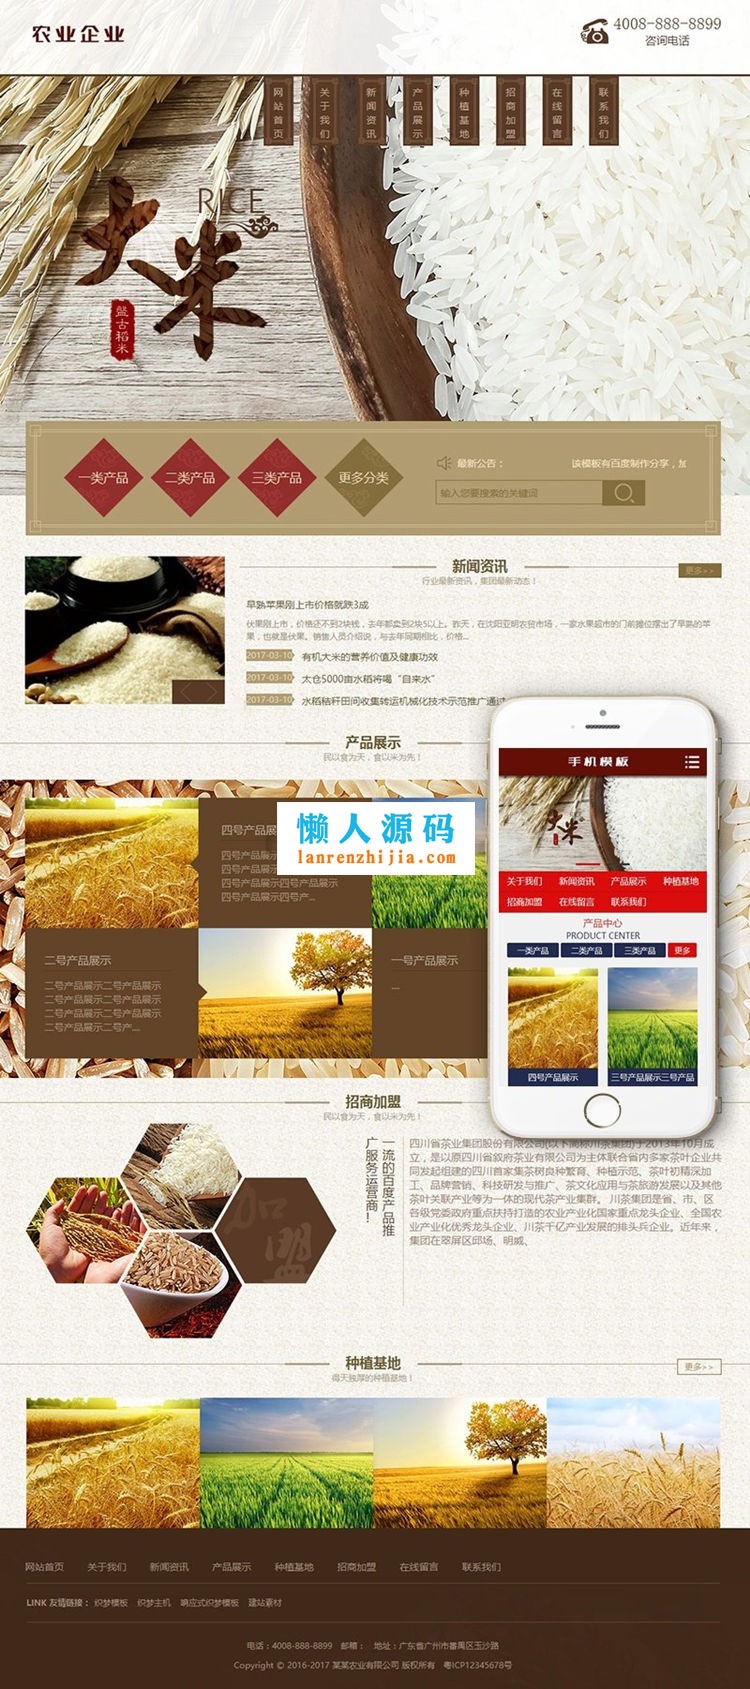 农业企业
4008-888-8899
咨询电话
网站首页
关于我们
新闻资讯
产品展示
种植基地
招商加盟
在线留言
联系我们
RICE
大米
盘古稻米
一类产品
二类产品
三类产品
更多分类
最新公告：
该模板有百度制作分享，加
输入您要搜索的关键词
新闻资讯
更多>>
行业最新资讯，集团最新动态！
早熟苹果刚上市价格就跌3成
伙果刚上市，价格还不到2块钱，去年都卖到2块5以上。昨天，在沈阳亚明农贸市场，一家水果超市的门前摊位摆出了早熟的苹
果，也就是伏果。销售人员介绍说，与去年同期相比，价格...
2017-03-10 有机大米的营养价值及健康功效
2017-03-10 太仓5000亩水稻将喝“自来水”
2017-03-10 水稻秸秆田间收集转运机械化技术示范推广通过
产品展示
民以食为天，食以米为先！
四号产品展
四号产品展示
四号产品展示
四号产品展示四号产品展示
四号产品展示四号产...
懒人源码
lanrenzhijia.com
二号产品展示
二号产品展示二号产品展示
二号产品展示二号产品展示
二号产品展示二号产品展示
二号产品展示二号产...
一号产品展示
...
手机模板
大米
关于我们 新闻资讯 产品展示 种植基地
招商加盟 在线留言 联系我们
产品中心
PRODUCT CENTER
一类产品 二类产品 三类产品 更多
四号产品展示
三号产品展示三号产品
招商加盟
民以食为天，食以米为先！
加盟
一流的百度产品推
广服务运营商！
四川省茶业集团股份有限公司(以下简称川茶集团)于2013年10月成
立，是以原四川省叙府茶业有限公司为主体联合省内多家茶叶企业共
同发起组建的四川首家集茶树良种繁育、种植示范、茶叶初精深加
工、品牌营销、科技研发与推广、茶文化应用与茶旅游发展以及其他
茶叶关联产业等为一体的现代茶产业集群。 川茶集团是省、市、区
各级党委政府重点扶持打造的农业产业化国家重点龙头企业、全国农
业产业化优秀龙头企业、川茶千亿产业发展的排头兵企业。近年来，
集团在翠屏区邱场、明威、
种植基地
更多>>
得天独厚的种植基地！
网站首页 关于我们 新闻资讯 产品展示 种植基地 招商加盟 在线留言 联系我们
LINK 友情链接： 织梦模板 织梦主机 响应式织梦模板 建站素材
电话：4008-888-8899 邮箱： 地址：广东省广州市番禺区玉沙路
Copyright © 2016-2017 某某农业有限公司 版权所有 粤ICP12345678号